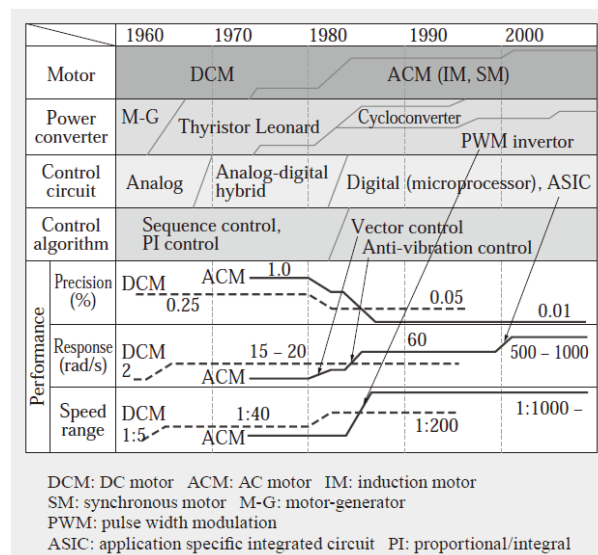 1960 1970 1980 1990 2000
Motor DCM ACM (IM, SM)
Power
converter
M-G Thyristor Leonard Cycloconverter
PWM invertor
Control
circuit
Analog Analog-digital
hybrid
Digital (microprocessor), ASIC
Control
algorithm
Sequence control,
PI control
Vector control
Anti-vibration control
Performance
Precision
(%)
DCM ACM 1.0
0.25 0.05 0.01
Response
(rad/s)
DCM 15 – 20 60
2 ACM 500 – 1000
Speed
range
DCM 1:40 1:1000 –
1:5 ACM 1:200
DCM: DC motor ACM: AC motor IM: induction motor
SM: synchronous motor M-G: motor-generator
PWM: pulse width modulation
ASIC: application specific integrated circuit PI: proportional/integral